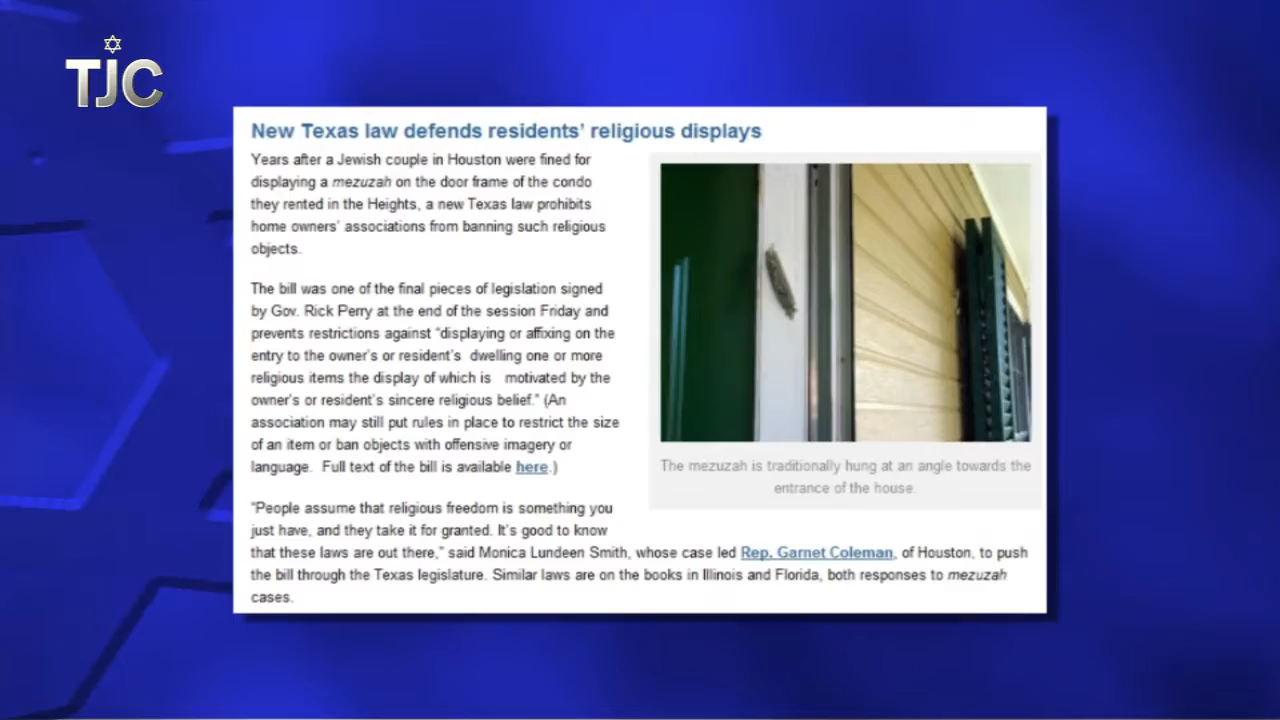 TJC
New Texas law defends residents’ religious displays
Years after a Jewish couple in Houston were fined for
displaying a mezuzah on the door frame of the condo
they rented in the Heights, a new Texas law prohibits
home owners’ associations from banning such religious
objects.
The bill was one of the final pieces of legislation signed
by Gov. Rick Perry at the end of the session Friday and
prevents restrictions against “displaying or affixing on the
entry to the owner’s or resident’s dwelling one or more
religious items the display of which is motivated by the
owner’s or resident’s sincere religious belief.” (An
association may still put rules in place to restrict the size
of an item or ban objects with offensive imagery or
language. Full text of the bill is available here.)
“People assume that religious freedom is something you
just have, and they take it for granted. It’s good to know
that these laws are out there,” said Monica Lundeen Smith, whose case led Rep. Garnet Coleman, of Houston, to push
the bill through the Texas legislature. Similar laws are on the books in Illinois and Florida, both responses to mezuzah
cases.
The mezuzah is traditionally hung at an angle towards the
entrance of the house.